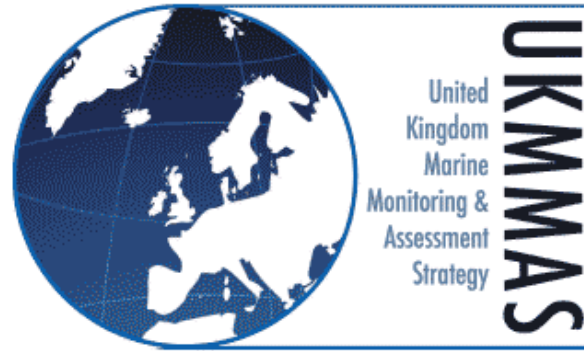 United
Kingdom
Marine
Monitoring &
Assessment
Strategy
UKMMAS